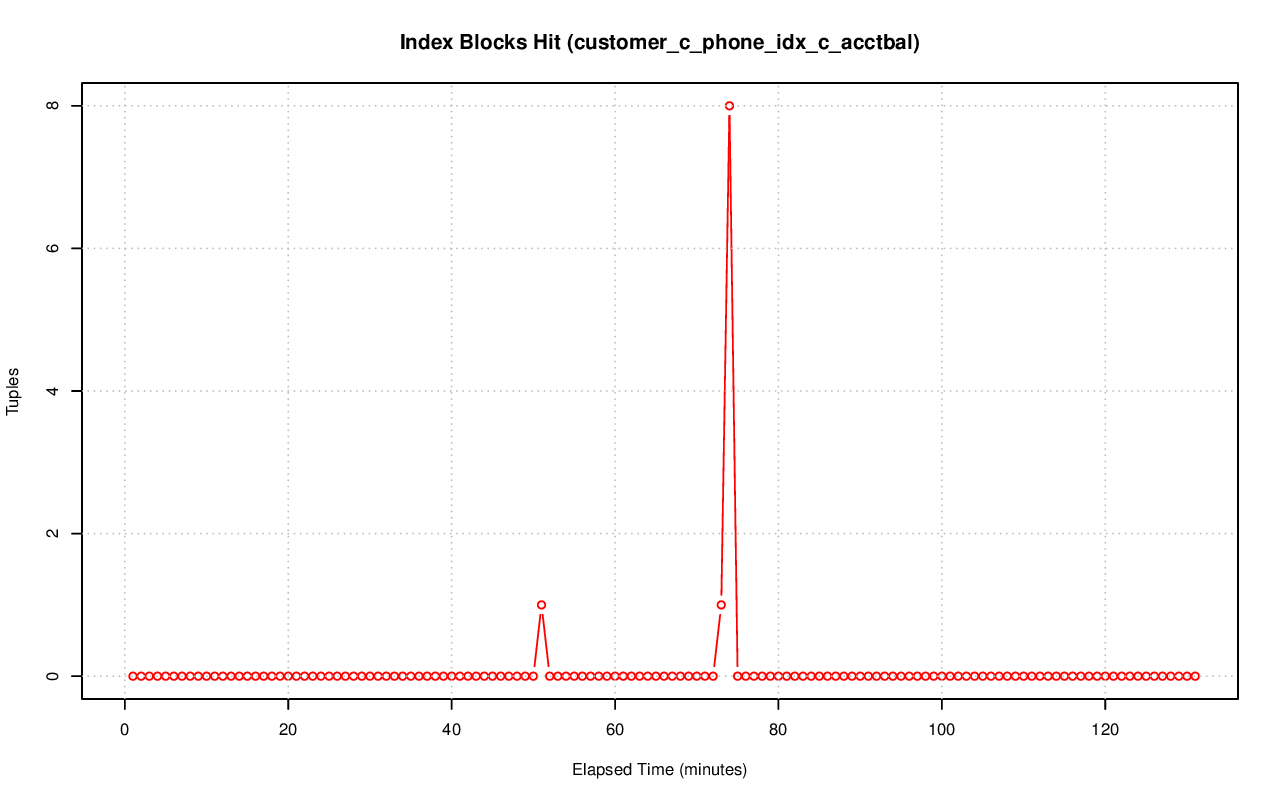 Index Blocks Hit (customer_c_phone_idx_c_acctbal)
8
6
4
2
0
Tuples
0 20 40 60 80 100 120
Elapsed Time (minutes)